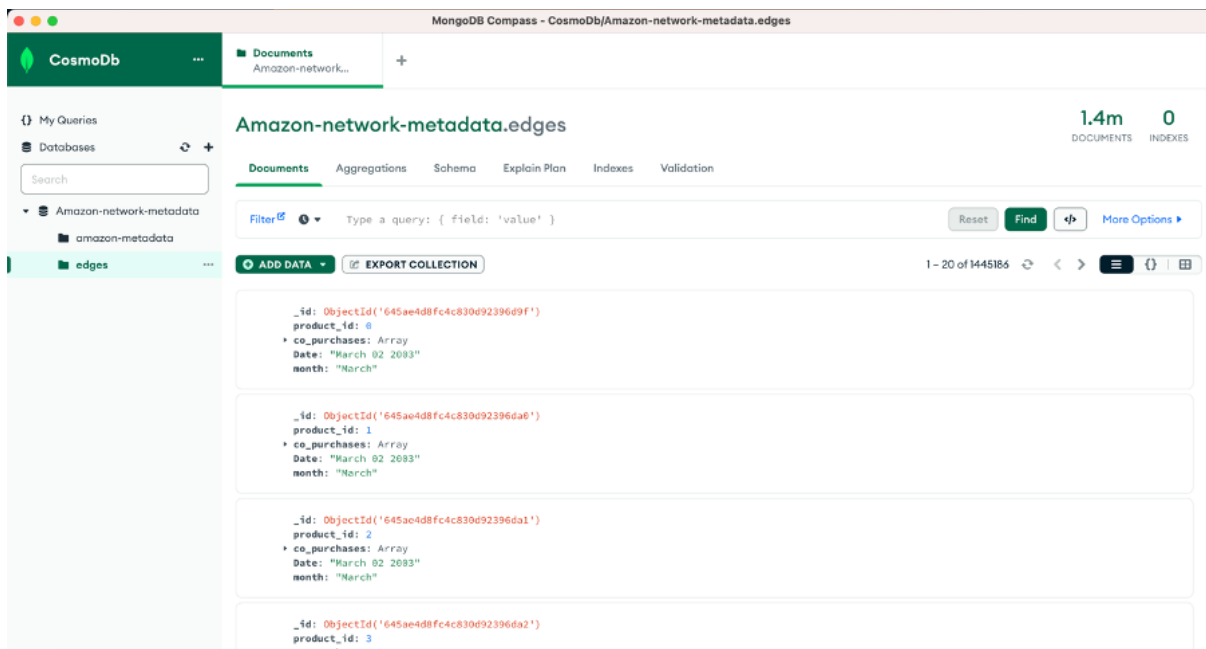 MongoDB Compass - CosmoDb/Amazon-network-metadata.edges
CosmoDb
...
Documents
Amazon-network...
+
{} My Queries
Databases
+
Search
Amazon-network-metadata
amazon-metadata
edges
...
Amazon-network-metadata.edges
1.4m
DOCUMENTS
0
INDEXES
Documents Aggregations Schema Explain Plan Indexes Validation
Filter
Type a query: { field: 'value' }
Reset
Find
</>
More Options
ADD DATA
EXPORT COLLECTION
1 – 20 of 1445186
{}
_id: ObjectId('645ae4d8fc4c830d92396d9f')
product_id: 0
co_purchases: Array
Date: "March 02 2003"
month: "March"
_id: ObjectId('645ae4d8fc4c830d92396da0')
product_id: 1
co_purchases: Array
Date: "March 02 2003"
month: "March"
_id: ObjectId('645ae4d8fc4c830d92396da1')
product_id: 2
co_purchases: Array
Date: "March 02 2003"
month: "March"
_id: ObjectId('645ae4d8fc4c830d92396da2')
product_id: 3